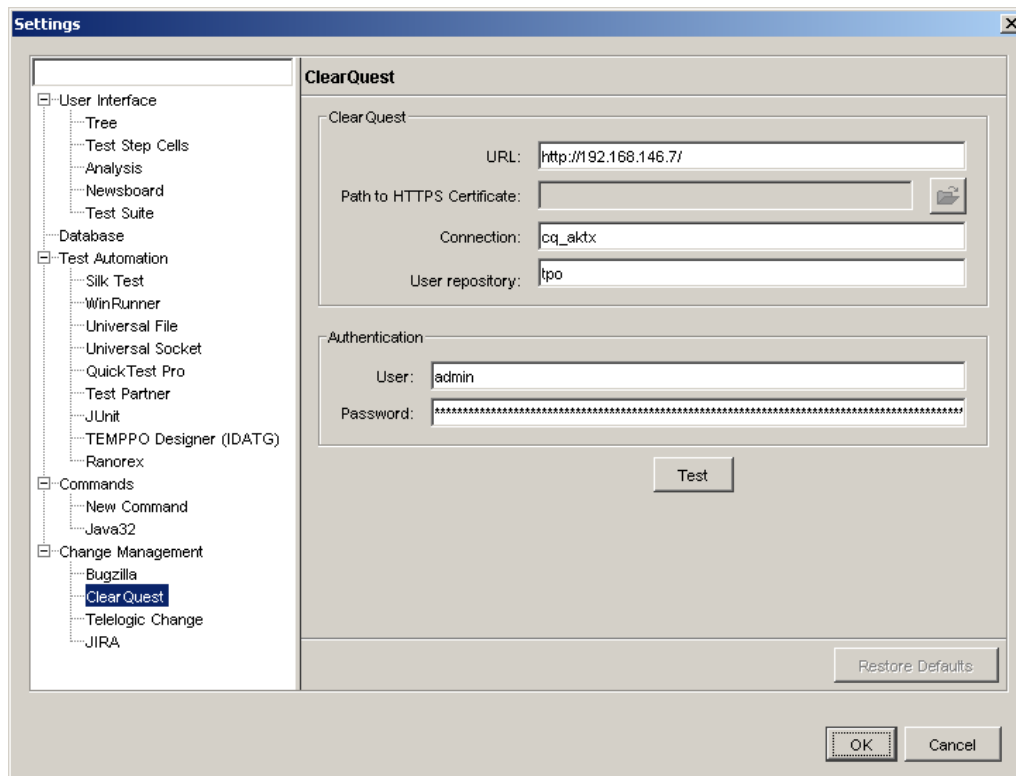 Settings
User Interface
Tree
Test Step Cells
Analysis
Newsboard
Test Suite
Database
Test Automation
Silk Test
WinRunner
Universal File
Universal Socket
QuickTest Pro
Test Partner
JUnit
TEMPPO Designer (IDATG)
Ranorex
Commands
New Command
Java32
Change Management
Bugzilla
ClearQuest
Telelogic Change
JIRA
ClearQuest
ClearQuest
URL: http://192.168.146.7/
Path to HTTPS Certificate:
Connection: cq_aktx
User repository: tpo
Authentication
User: admin
Password: ****************************************************************************************
Test
Restore Defaults
OK Cancel